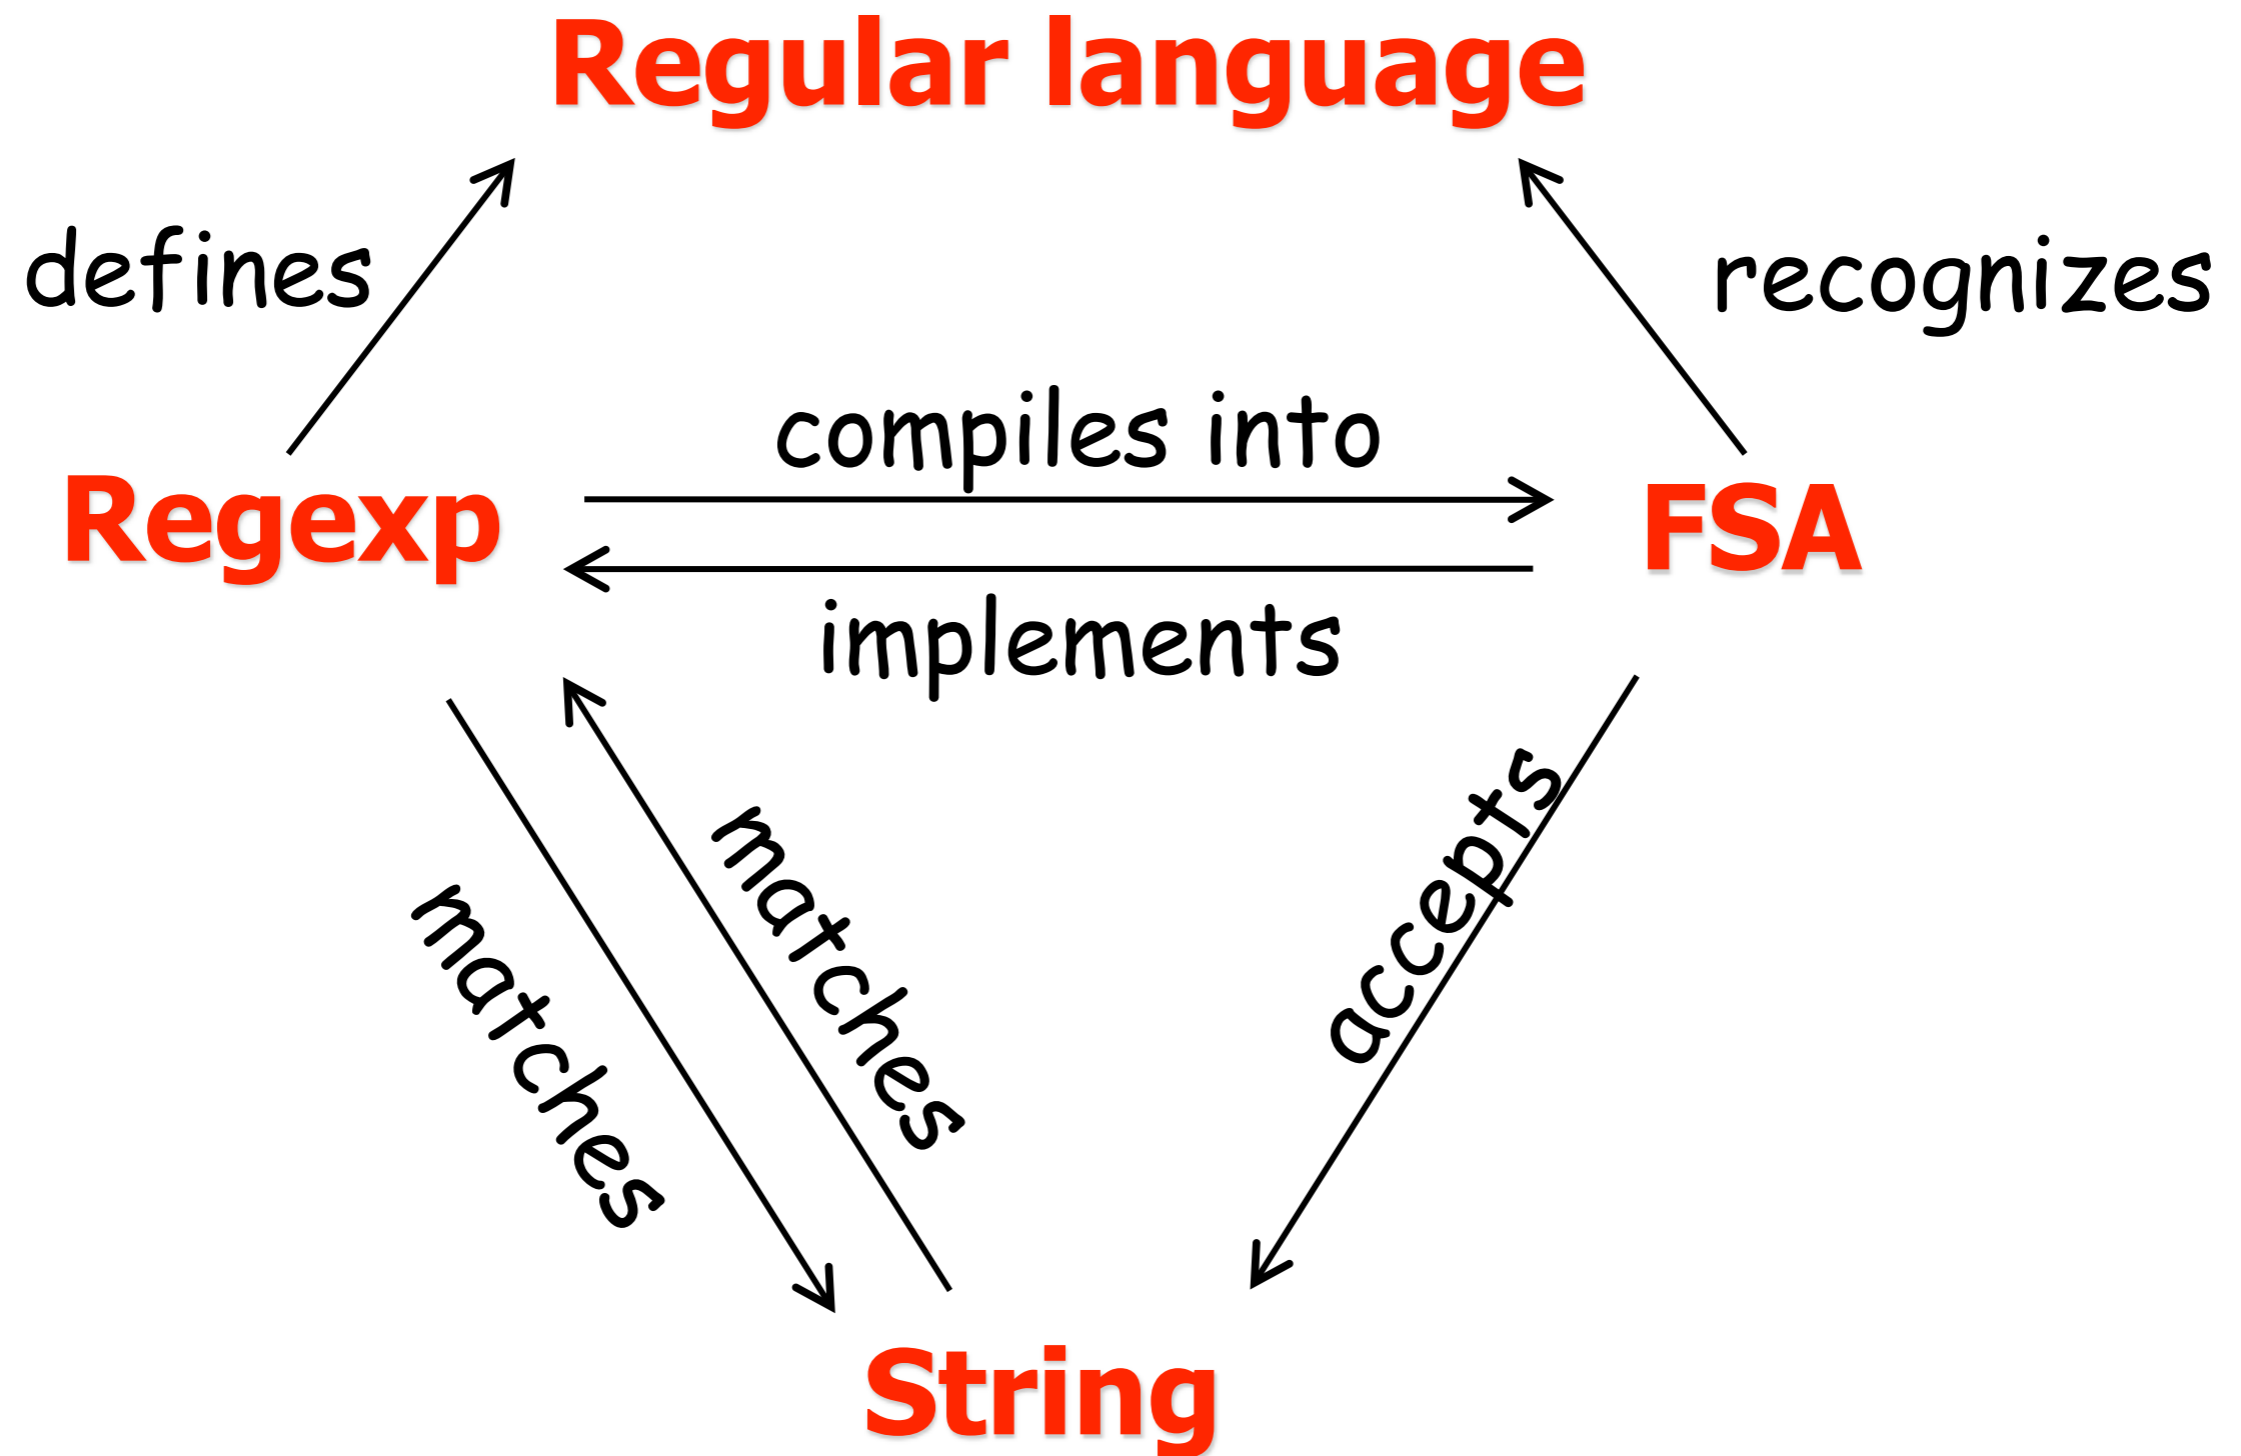 Regular language
defines
recognizes
compiles into
Regexp
FSA
implements
matches
matches
accepts
String